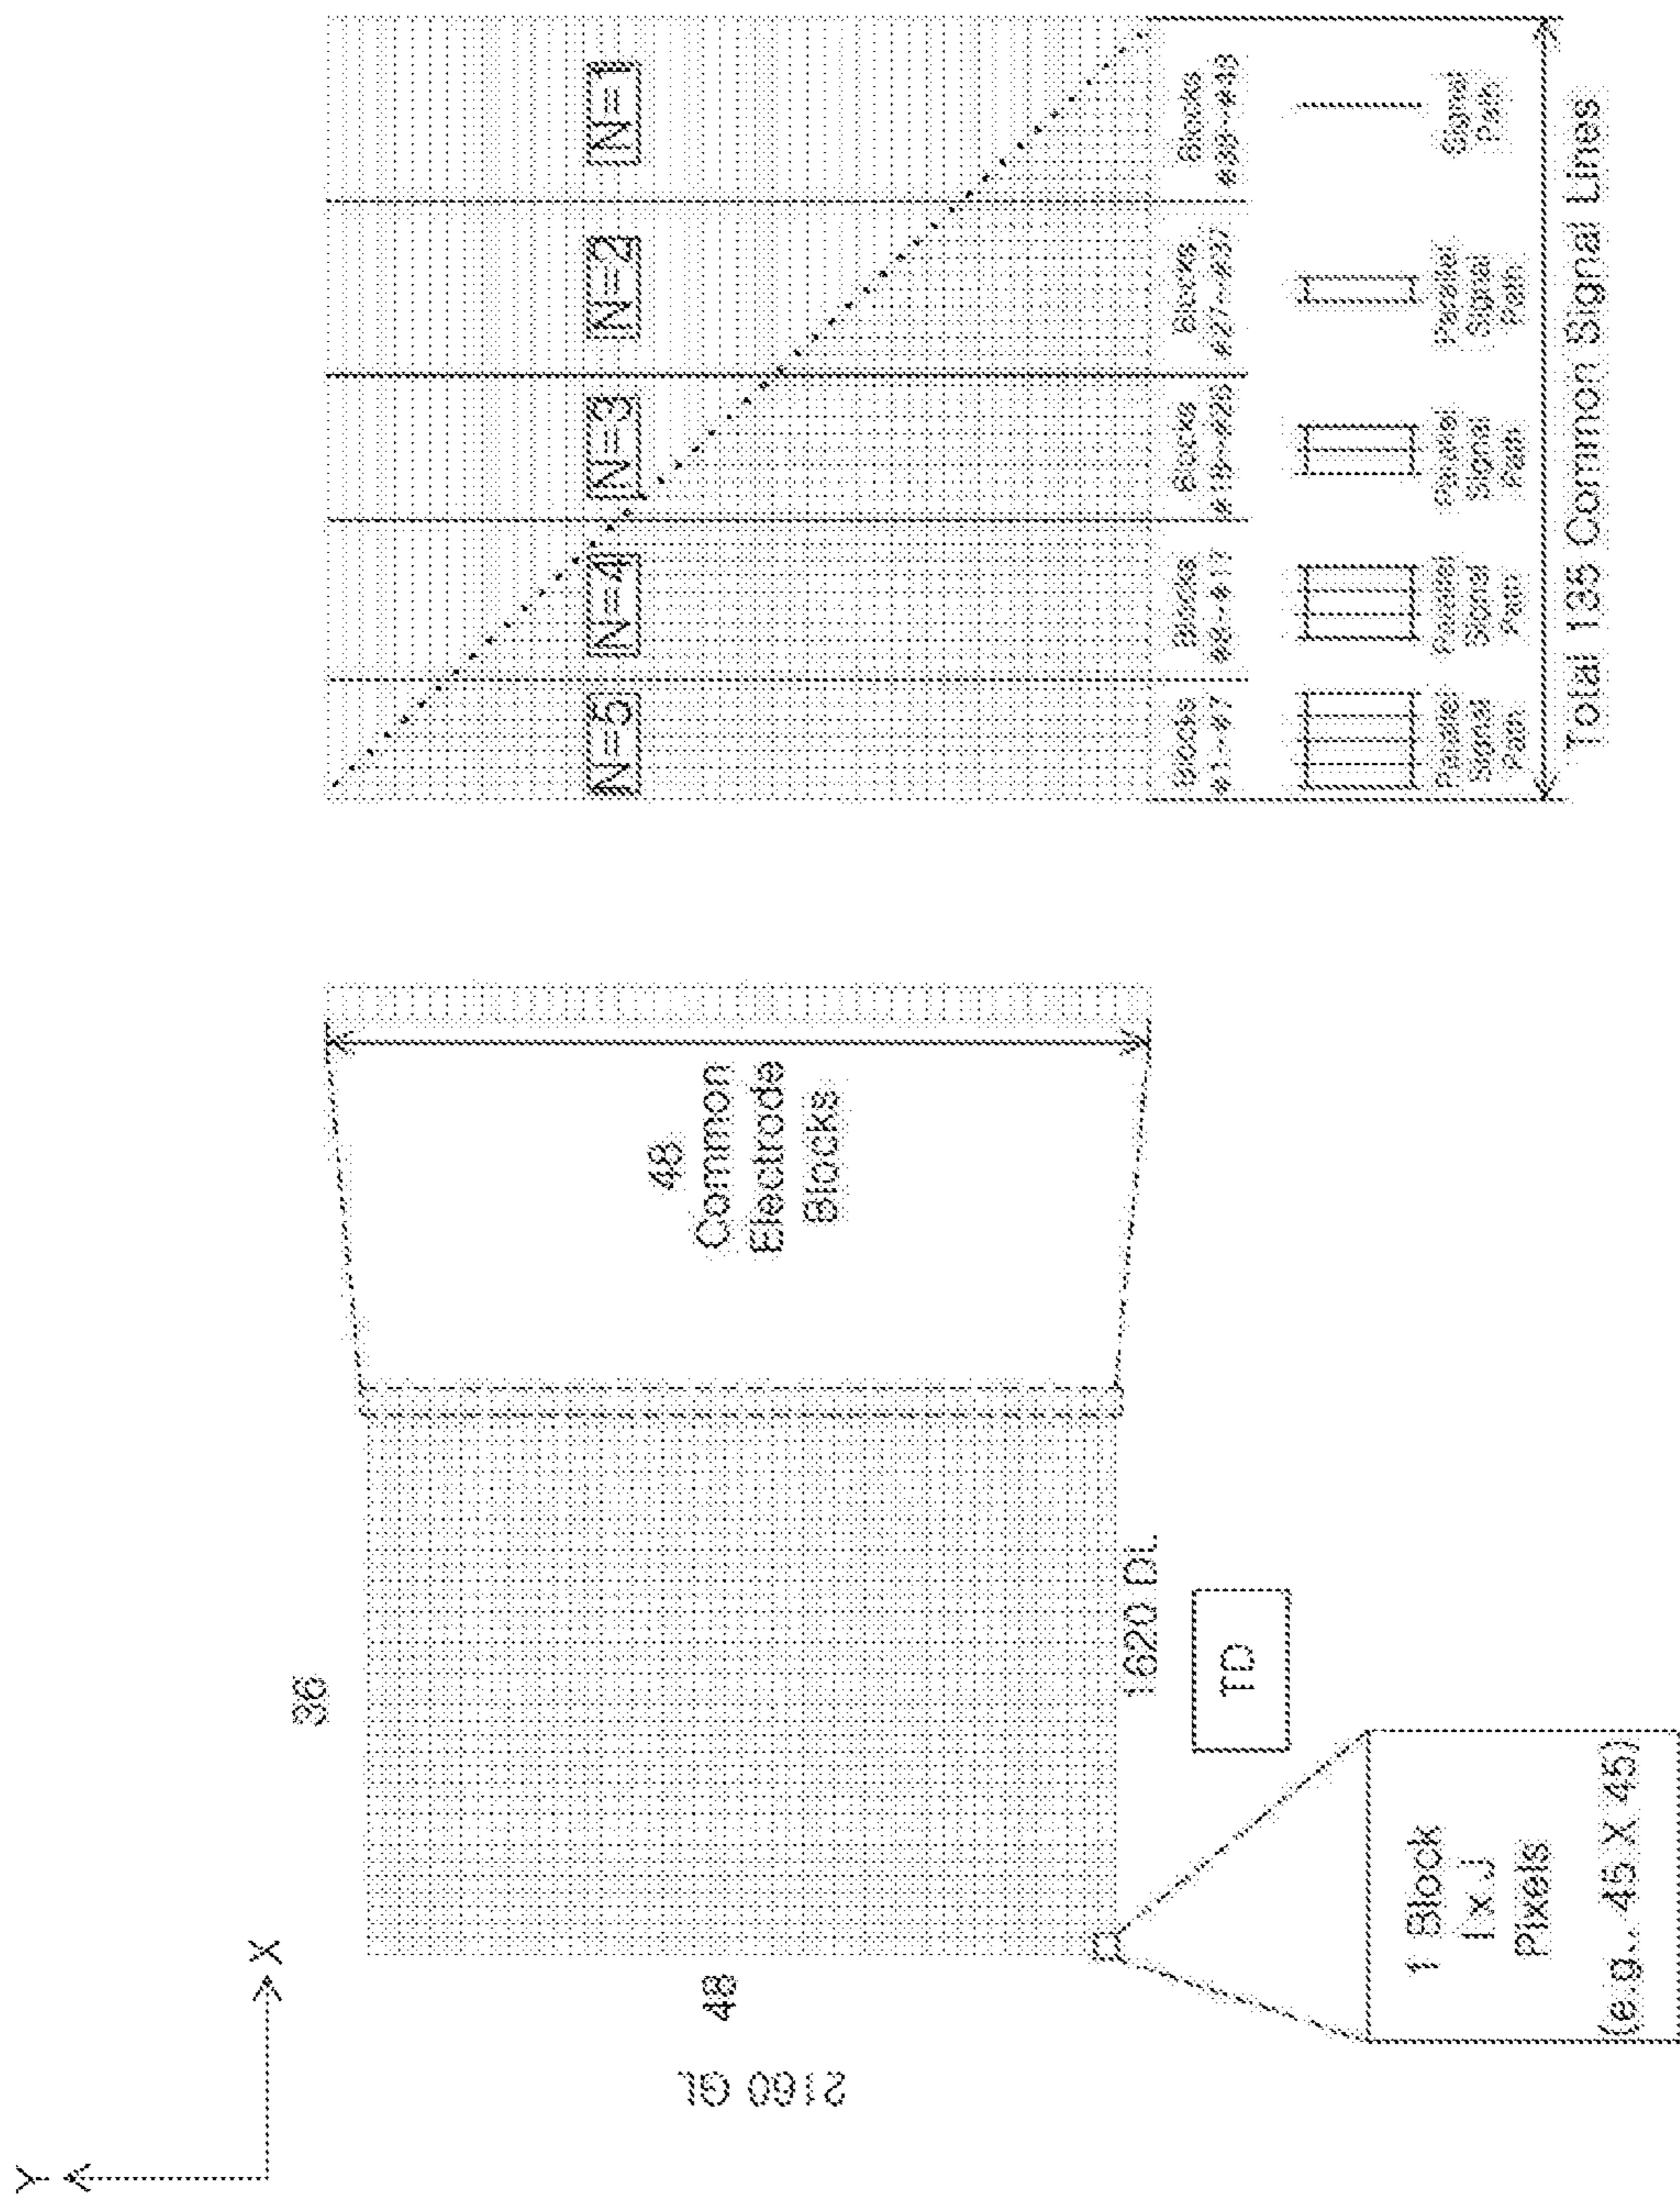 Y
X
36
48
2160 GL
1620 DL
TD
1 Block
I x J
Pixels
(e.g., 45 X 45)
48
Common
Electrode
Blocks
N=5
N=4
N=3
N=2
N=1
Blocks
#1~#7
Blocks
#8~#17
Blocks
Blocks
#27~#37
Blocks
#38~#48
Parallel
Signal
Path
Parallel
Signal
Path
Parallel
Signal
Path
Parallel
Signal
Path
Signal
Path
Total 135 Common Signal Lines